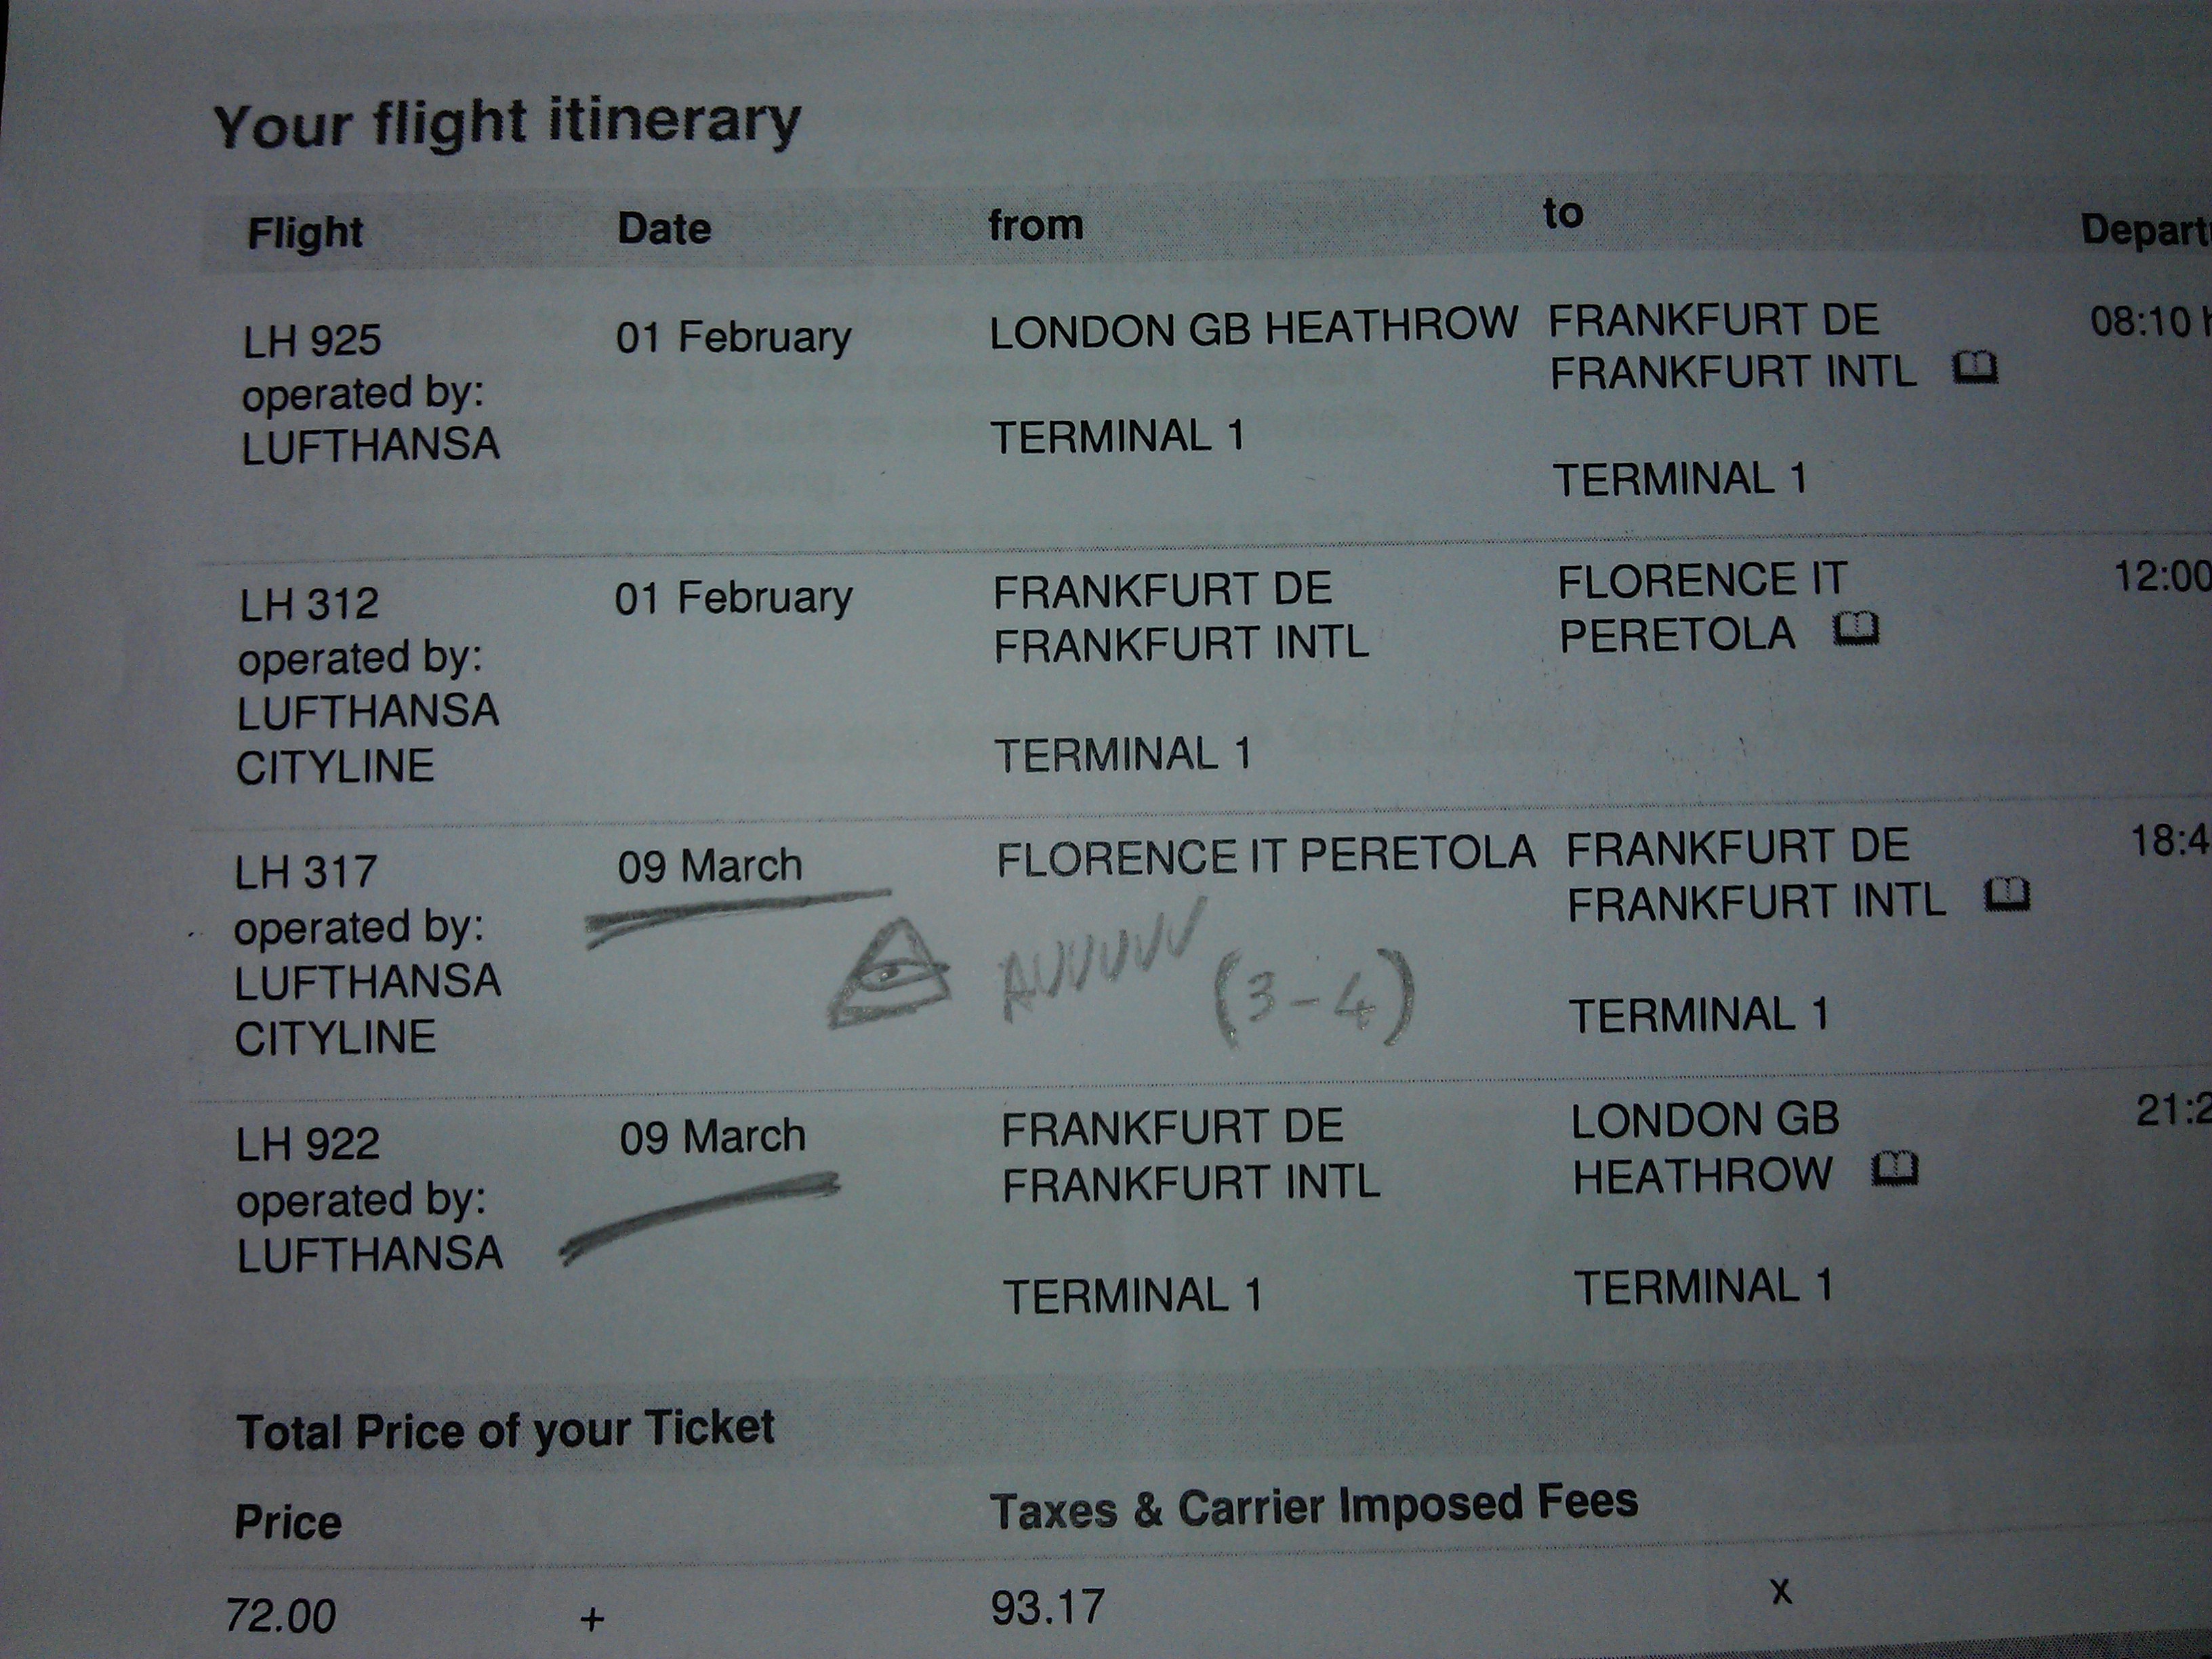 Your flight itinerary
Flight Date from to Depart
LH 925 01 February LONDON GB HEATHROW FRANKFURT DE 08:10
operated by: FRANKFURT INTL
LUFTHANSA TERMINAL 1
TERMINAL 1
LH 312 01 February FRANKFURT DE FLORENCE IT 12:00
operated by: FRANKFURT INTL PERETOLA
LUFTHANSA
CITYLINE TERMINAL 1
LH 317 09 March FLORENCE IT PERETOLA FRANKFURT DE 18:4
operated by: FRANKFURT INTL
LUFTHANSA (3-4)
CITYLINE TERMINAL 1
LH 922 09 March FRANKFURT DE LONDON GB 21:2
operated by: FRANKFURT INTL HEATHROW
LUFTHANSA
TERMINAL 1 TERMINAL 1
Total Price of your Ticket
Price Taxes & Carrier Imposed Fees
72.00 + 93.17 x